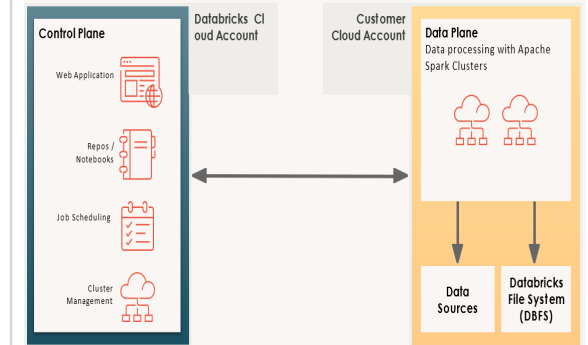 Control Plane
Web Application
Repos /
Notebooks
Job Scheduling
Cluster
Management
Databricks Cl
oud Account
Customer
Cloud Account
Data Plane
Data processing with Apache
Spark Clusters
Data
Sources
Databricks
File System
(DBFS)